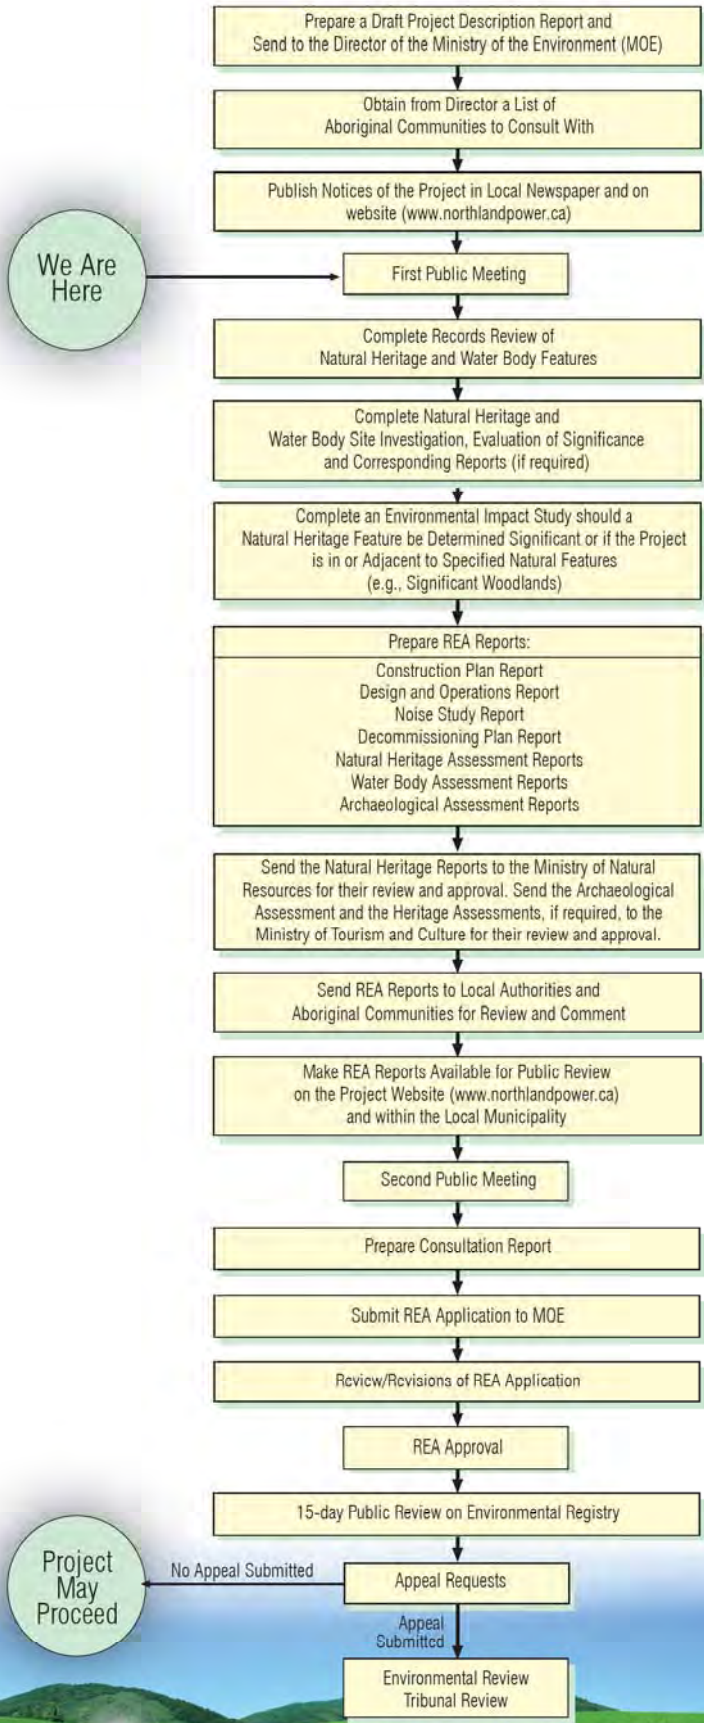 Prepare a Draft Project Description Report and
Send to the Director of the Ministry of the Environment (MOE)
Obtain from Director a List of
Aboriginal Communities to Consult With
Publish Notices of the Project in Local Newspaper and on
website (www.northlandpower.ca)
We Are
Here
First Public Meeting
Complete Records Review of
Natural Heritage and Water Body Features
Complete Natural Heritage and
Water Body Site Investigation, Evaluation of Significance
and Corresponding Reports (if required)
Complete an Environmental Impact Study should a
Natural Heritage Feature be Determined Significant or if the Project
is in or Adjacent to Specified Natural Features
(e.g., Significant Woodlands)
Prepare REA Reports:
Construction Plan Report
Design and Operations Report
Noise Study Report
Decommissioning Plan Report
Natural Heritage Assessment Reports
Water Body Assessment Reports
Archaeological Assessment Reports
Send the Natural Heritage Reports to the Ministry of Natural
Resources for their review and approval. Send the Archaeological
Assessment and the Heritage Assessments, if required, to the
Ministry of Tourism and Culture for their review and approval.
Send REA Reports to Local Authorities and
Aboriginal Communities for Review and Comment
Make REA Reports Available for Public Review
on the Project Website (www.northlandpower.ca)
and within the Local Municipality
Second Public Meeting
Prepare Consultation Report
Submit REA Application to MOE
Review/Revisions of REA Application
REA Approval
15-day Public Review on Environmental Registry
Project
May
Proceed
No Appeal Submitted
Appeal Requests
Appeal
Submitted
Environmental Review
Tribunal Review